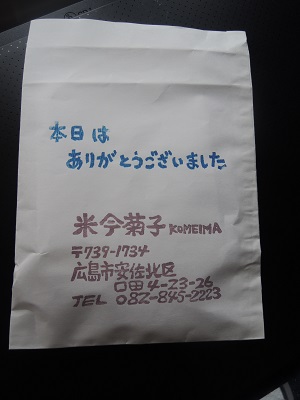 本日は
ありがとうございました
米今菊子 KOMEIMA
〒739-1734
広島市安佐北区
口田4-23-26
TEL 082-845-2223